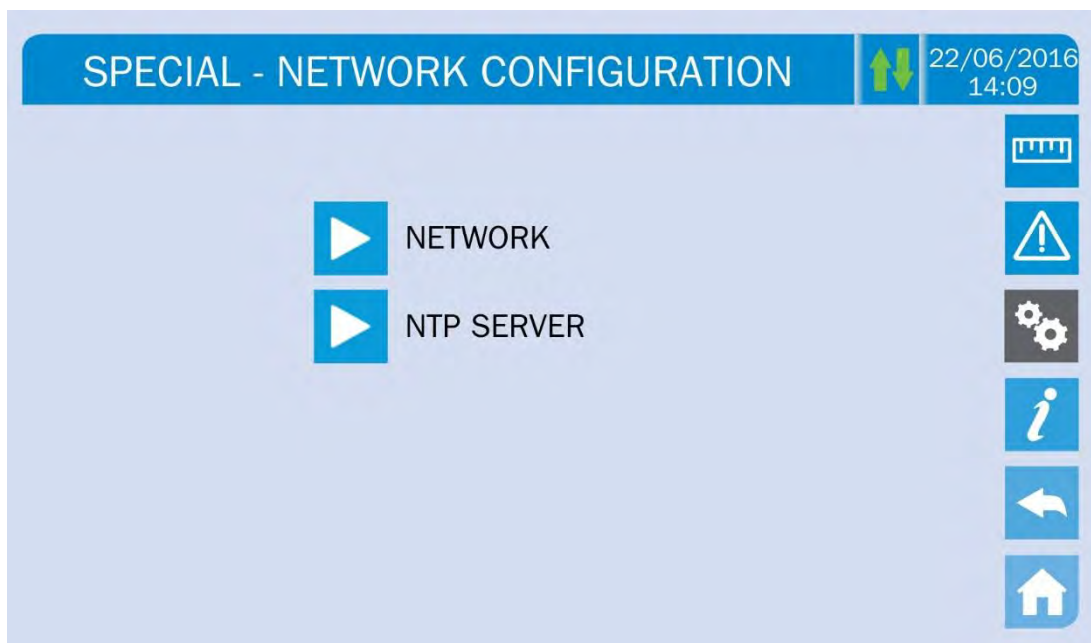 SPECIAL - NETWORK CONFIGURATION
22/06/2016
14:09
NETWORK
NTP SERVER
i